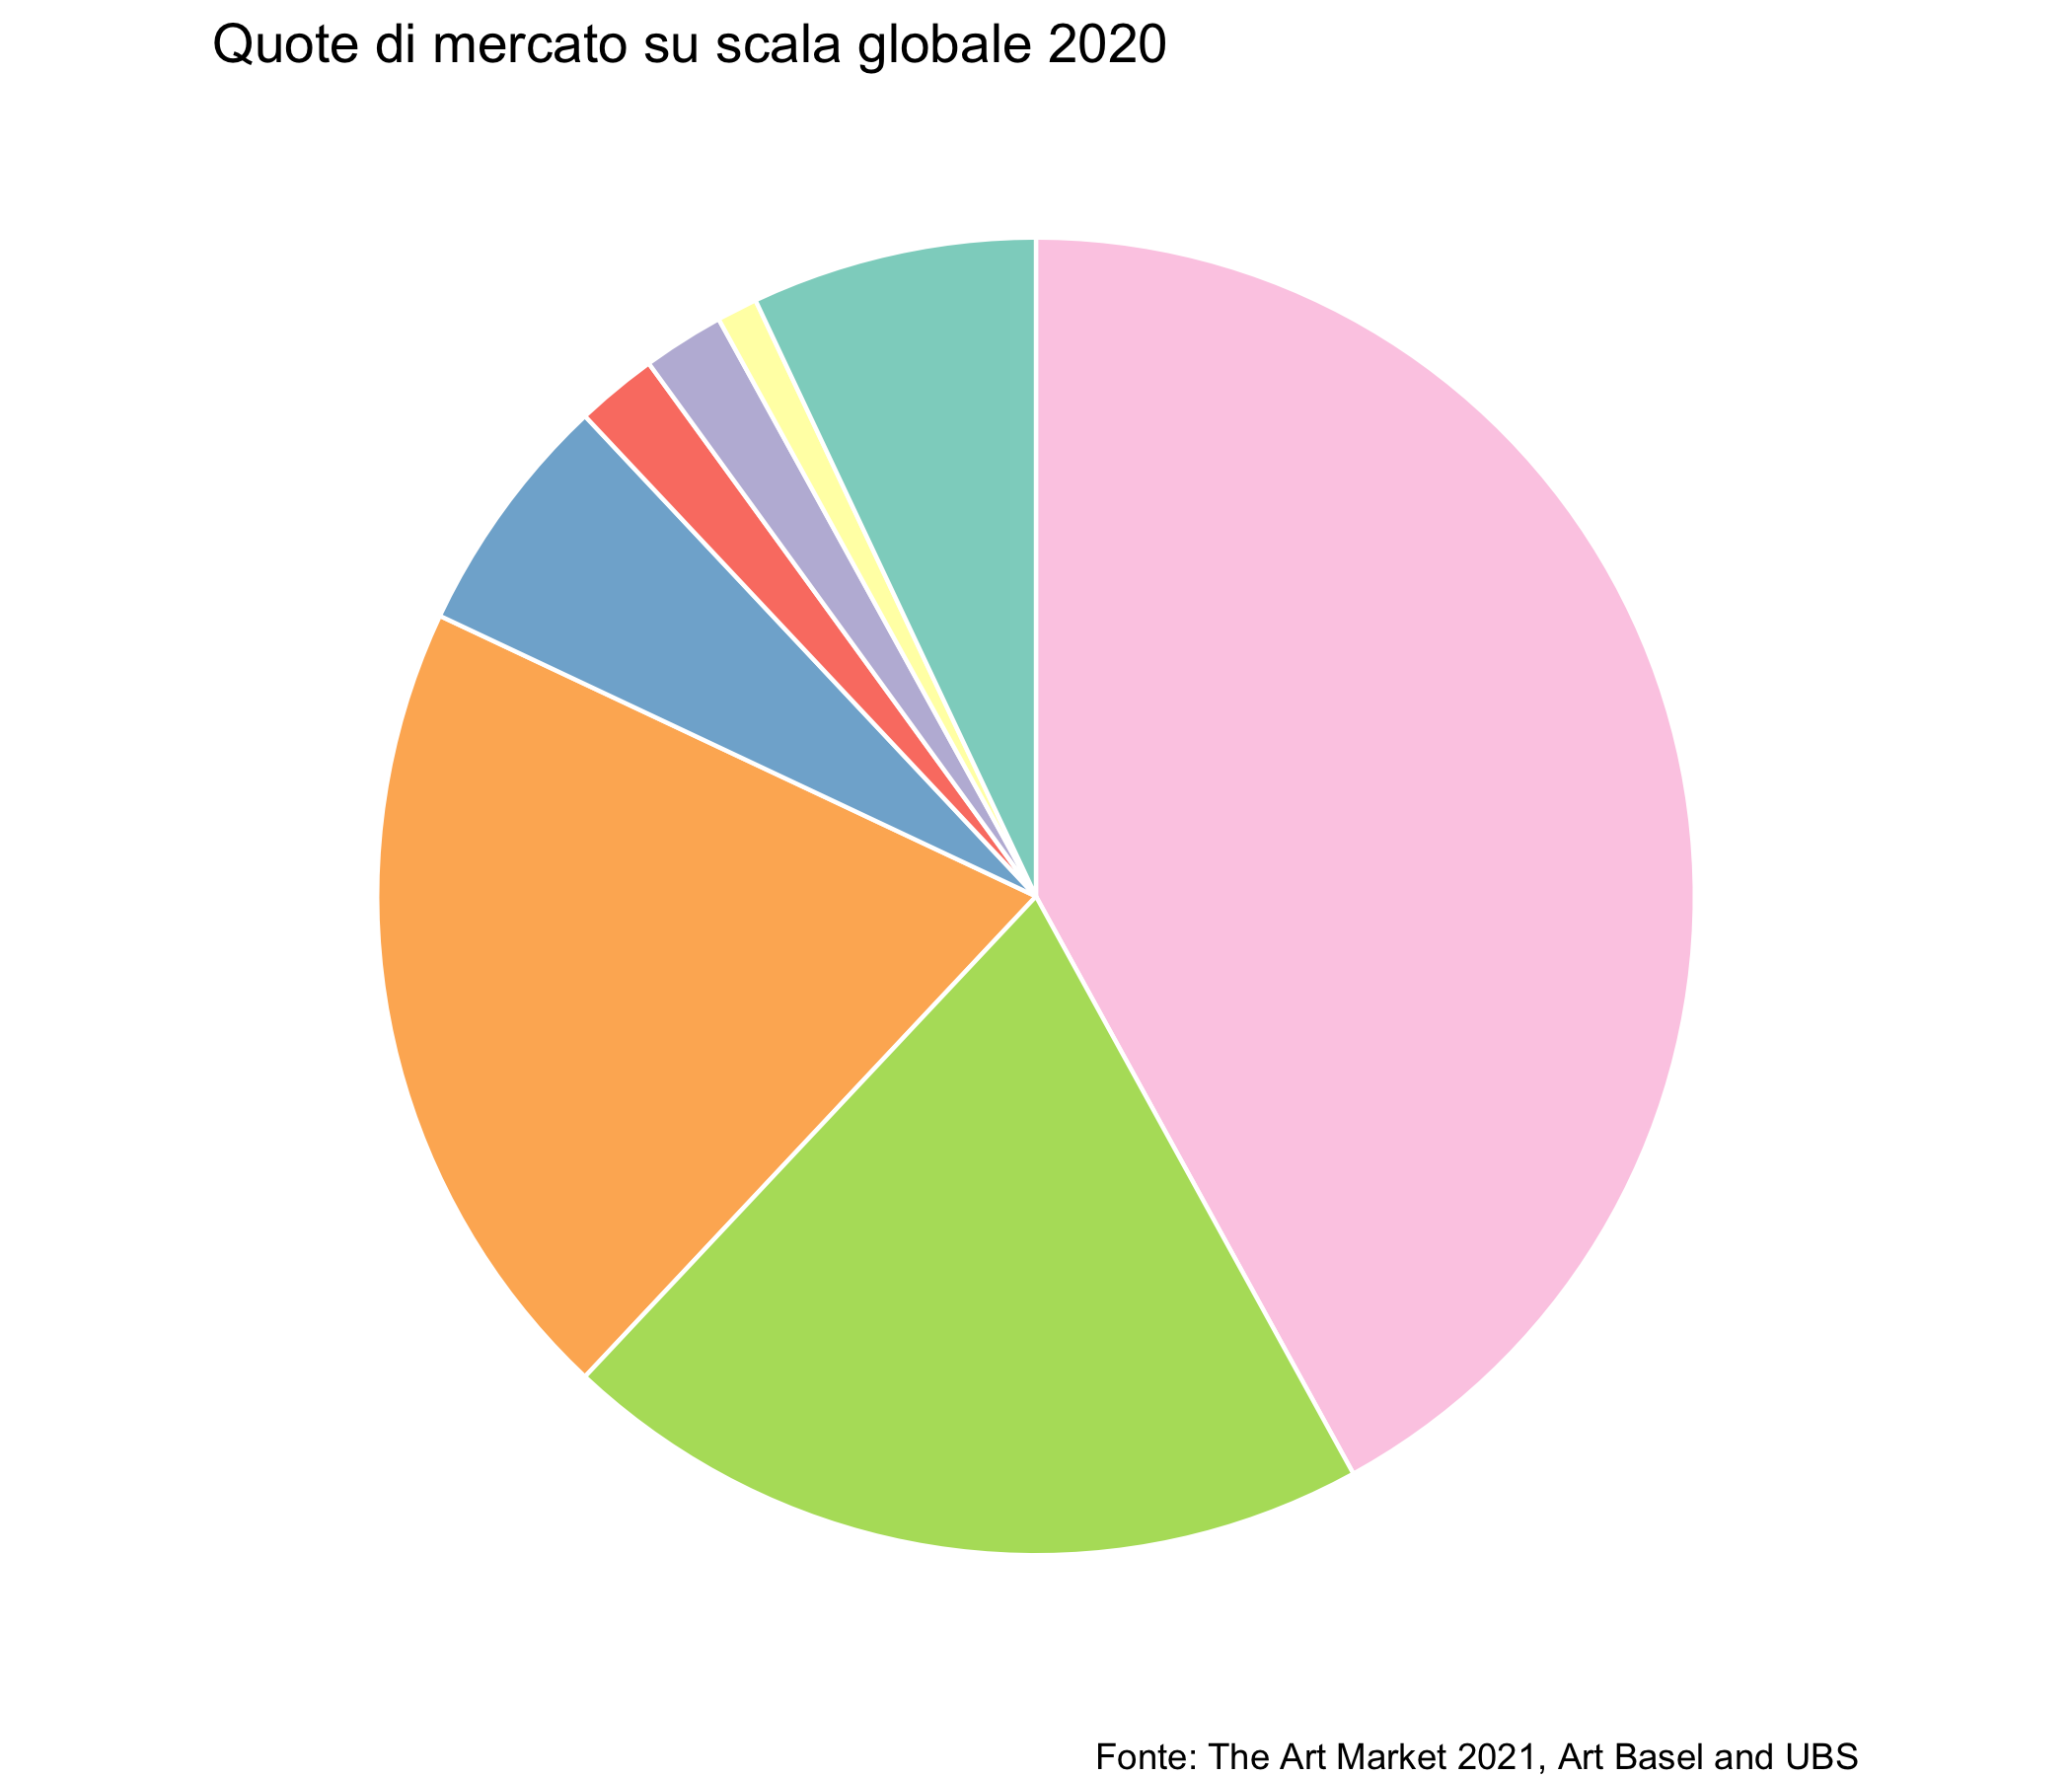 Quote di mercato su scala globale 2020
Fonte: The Art Market 2021, Art Basel and UBS